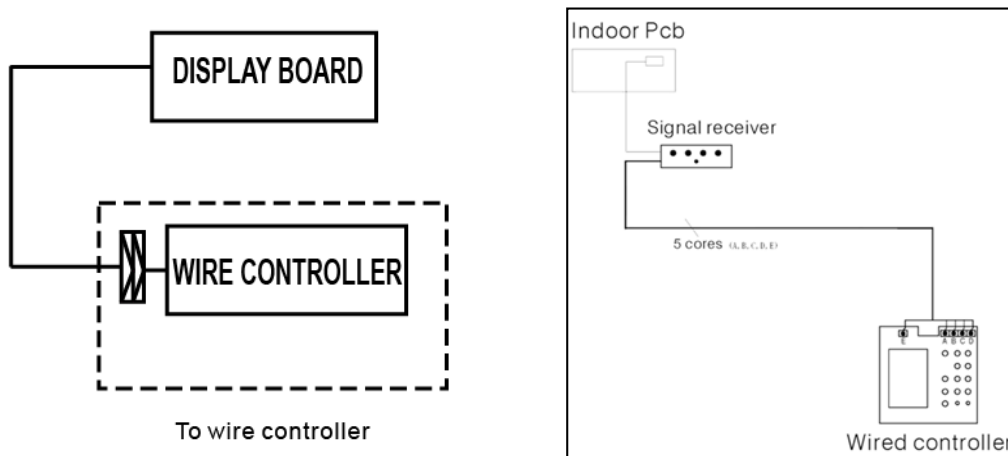 DISPLAY BOARD
WIRE CONTROLLER
To wire controller
Indoor Pcb
Signal receiver
5 cores (A, B, C, D, E)
E A B C D
Wired controller